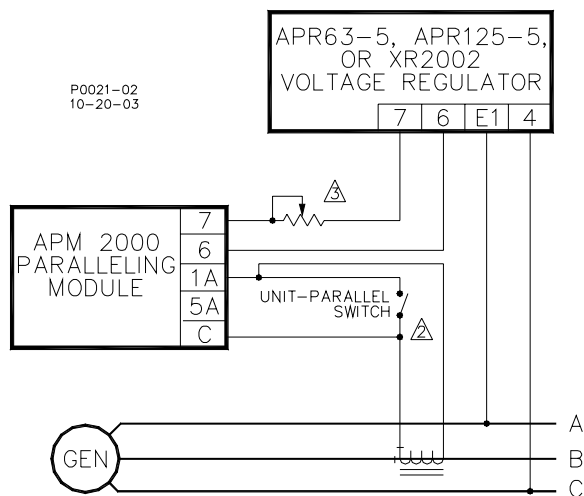 APR63-5, APR125-5,
OR XR2002
VOLTAGE REGULATOR
7 6 E1 4
P0021-02
10-20-03
3
APM 2000
PARALLELING
MODULE
7
6
1A
5A
C
UNIT-PARALLEL
SWITCH
2
A
GEN
B
C